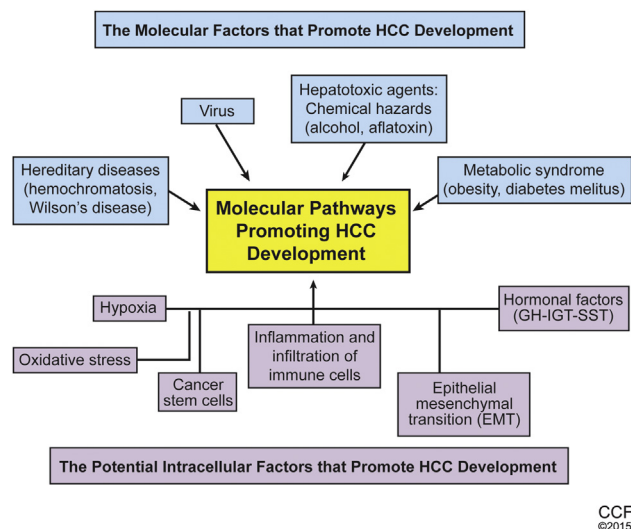 The Molecular Factors that Promote HCC Development
Virus
Hepatotoxic agents:
Chemical hazards
(alcohol, aflatoxin)
Hereditary diseases
(hemochromatosis,
Wilson's disease)
Metabolic syndrome
(obesity, diabetes melitus)
Molecular Pathways
Promoting HCC
Development
Hypoxia
Hormonal factors
(GH-IGT-SST)
Oxidative stress
Cancer
stem cells
Inflammation and
infiltration of
immune cells
Epithelial
mesenchymal
transition (EMT)
The Potential Intracellular Factors that Promote HCC Development
CCF
©2015